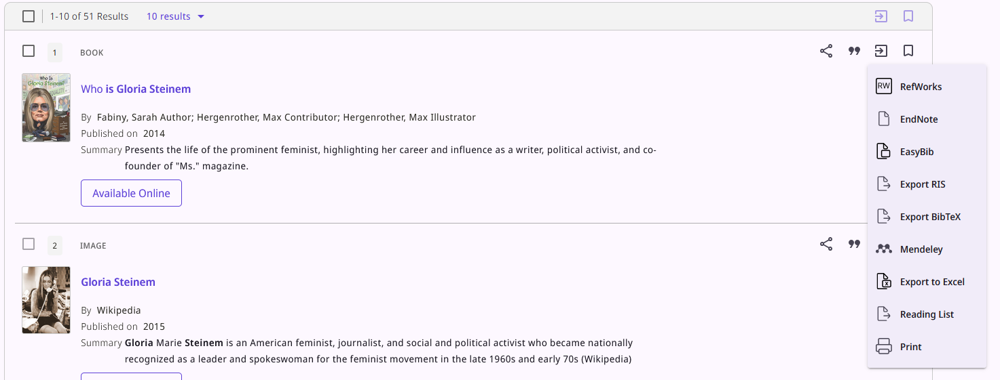 1-10 of 51 Results 10 results
1 BOOK
Who Is
Gloria Steinem?
Who is Gloria Steinem
By Fabiny, Sarah Author; Hergenrother, Max Contributor; Hergenrother, Max Illustrator
Published on 2014
Summary Presents the life of the prominent feminist, highlighting her career and influence as a writer, political activist, and co-
founder of "Ms." magazine.
Available Online
2 IMAGE
Gloria Steinem
By Wikipedia
Published on 2015
Summary Gloria Marie Steinem is an American feminist, journalist, and social and political activist who became nationally
recognized as a leader and spokeswoman for the feminist movement in the late 1960s and early 70s (Wikipedia)
RW RefWorks
EndNote
EasyBib
Export RIS
Export BibTeX
Mendeley
X Export to Excel
Reading List
Print